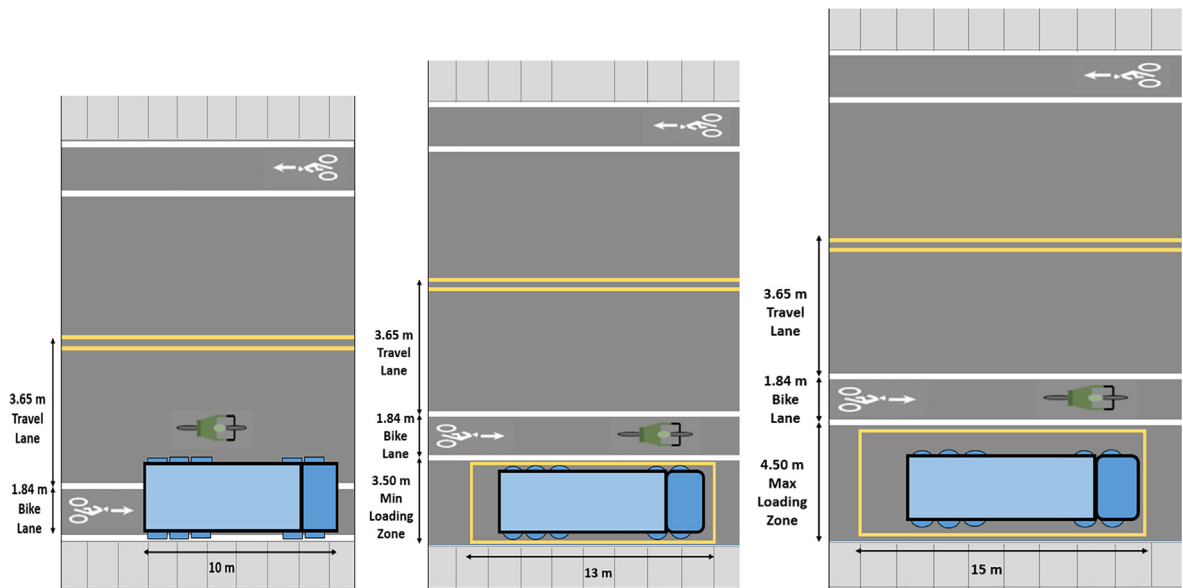 3.65 m
Travel
Lane
1.84 m
Bike
Lane
10 m
3.65 m
Travel
Lane
1.84 m
Bike
Lane
3.50 m
Min
Loading
Zone
13 m
3.65 m
Travel
Lane
1.84 m
Bike
Lane
4.50 m
Max
Loading
Zone
15 m